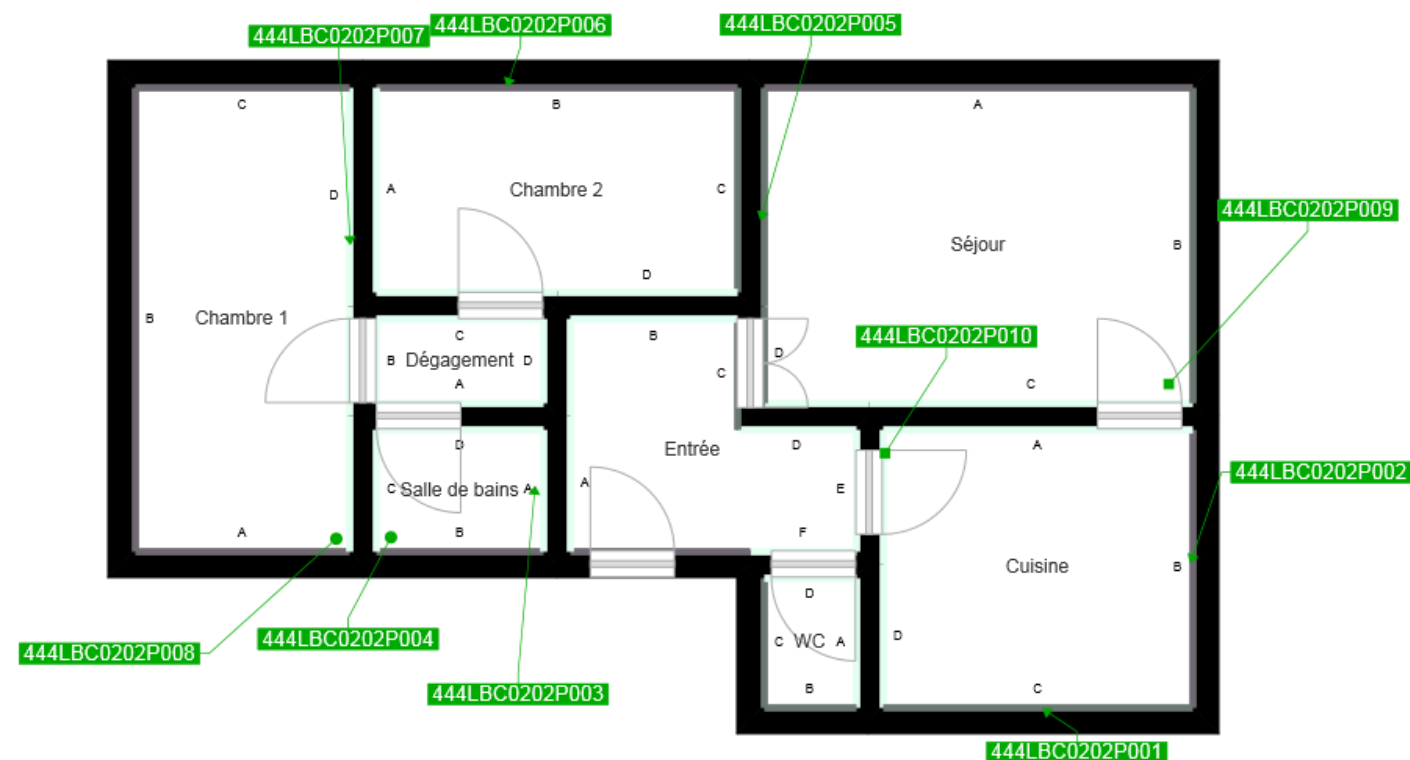 444LBC0202P007
444LBC0202P006
444LBC0202P005
C
B
A
D
A
Chambre 2
C
444LBC0202P009
Séjour
B
D
B
Chambre 1
C
B
444LBC0202P010
B
Dégagement
D
C
D
A
C
D
Entrée
D
A
444LBC0202P002
C
Salle de bains
A
A
E
A
B
F
Cuisine
B
D
444LBC0202P008
444LBC0202P004
C
WC
A
D
B
C
444LBC0202P003
444LBC0202P001